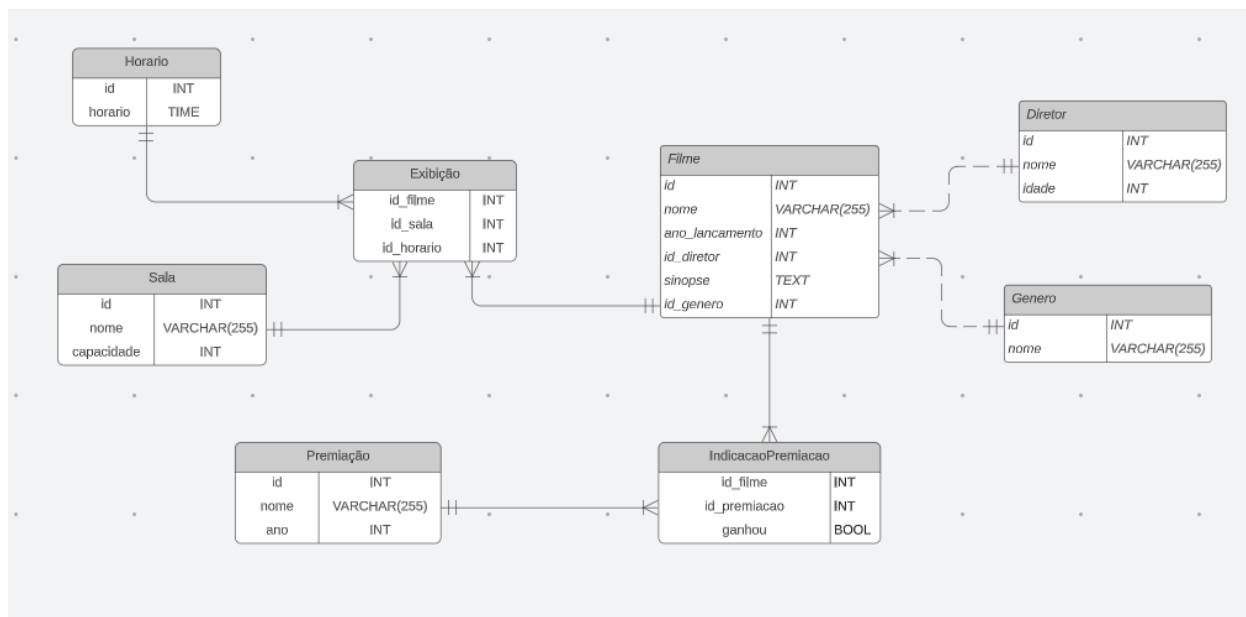 Horario
id INT
horario TIME
Exibição
id_filme INT
id_sala INT
id_horario INT
Sala
id INT
nome VARCHAR(255)
capacidade INT
Filme
id INT
nome VARCHAR(255)
ano_lancamento INT
id_diretor INT
sinopse TEXT
id_genero INT
Diretor
id INT
nome VARCHAR(255)
idade INT
Genero
id INT
nome VARCHAR(255)
Premiação
id INT
nome VARCHAR(255)
ano INT
IndicacaoPremiacao
id_filme INT
id_premiacao INT
ganhou BOOL